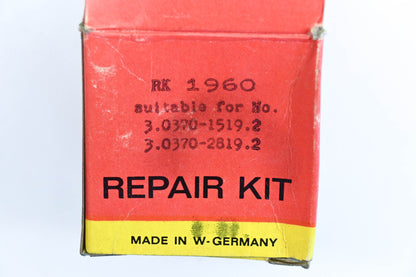 RK 1960
suitable for No.
3.0370-1519.2
3.0370-2819.2
REPAIR KIT
MADE IN W-GERMANY